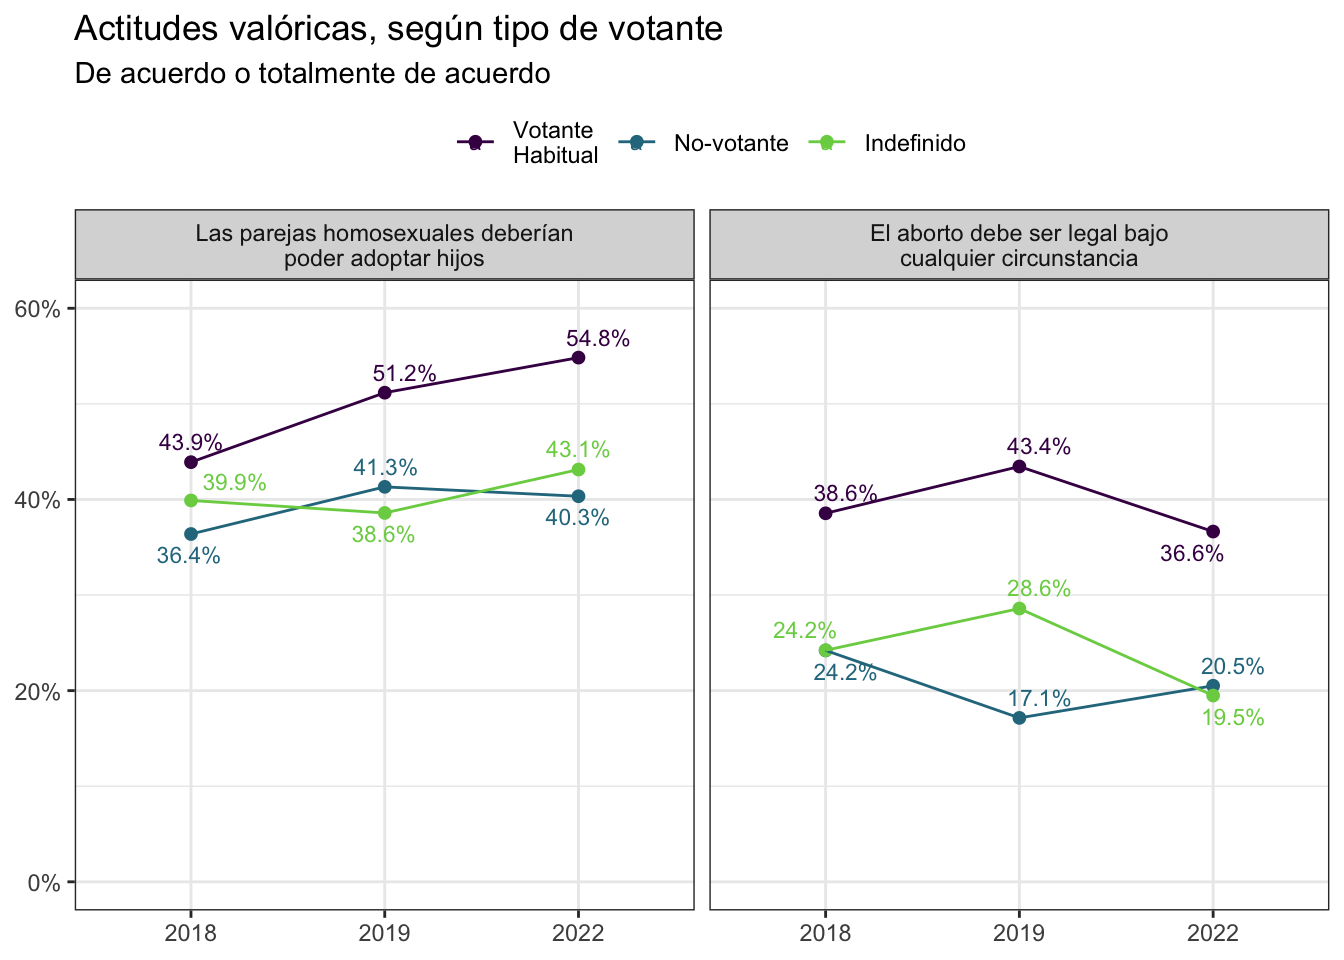 Actitudes valóricas, según tipo de votante
De acuerdo o totalmente de acuerdo
Votante
Habitual
No-votante
Indefinido
Las parejas homosexuales deberían
poder adoptar hijos
60%
40%
20%
0%
54.8%
51.2%
43.9%
39.9%
41.3%
43.1%
36.4%
38.6%
40.3%
2018
2019
2022
El aborto debe ser legal bajo
cualquier circunstancia
38.6%
43.4%
36.6%
24.2%
28.6%
24.2%
17.1%
20.5%
19.5%
2018
2019
2022